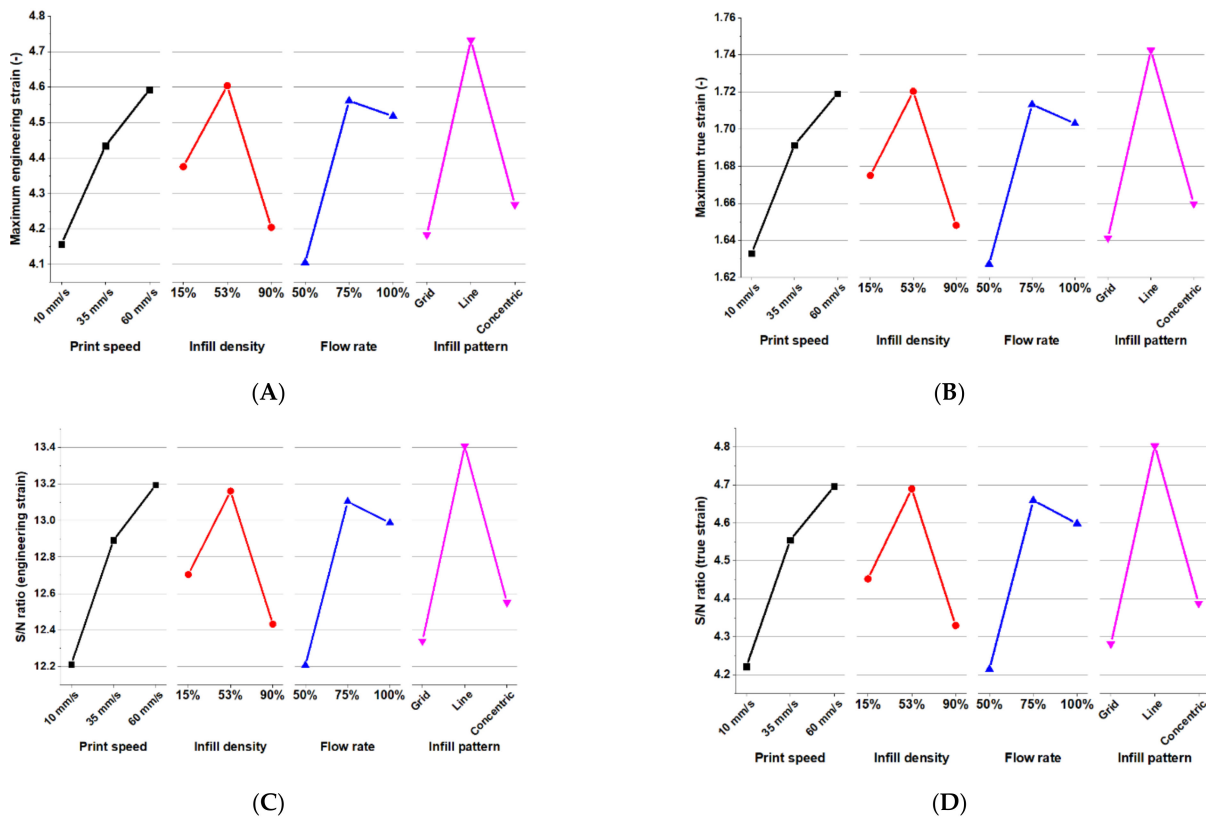 Maximum engineering strain (-)
4.8
4.7
4.6
4.5
4.4
4.3
4.2
4.1
10 mm/s 35 mm/s 60 mm/s 15% 53% 90% 50% 75% 100% Grid Line Concentric
Print speed Infill density Flow rate Infill pattern
(A)
Maximum true strain (-)
1.76
1.74
1.72
1.70
1.68
1.66
1.64
1.62
10 mm/s 35 mm/s 60 mm/s 15% 53% 90% 50% 75% 100% Grid Line Concentric
Print speed Infill density Flow rate Infill pattern
(B)
S/N ratio (engineering strain)
13.4
13.2
13.0
12.8
12.6
12.4
12.2
10 mm/s 35 mm/s 60 mm/s 15% 53% 90% 50% 75% 100% Grid Line Concentric
Print speed Infill density Flow rate Infill pattern
(C)
S/N ratio (true strain)
4.8
4.7
4.6
4.5
4.4
4.3
4.2
10 mm/s 35 mm/s 60 mm/s 15% 53% 90% 50% 75% 100% Grid Line Concentric
Print speed Infill density Flow rate Infill pattern
(D)